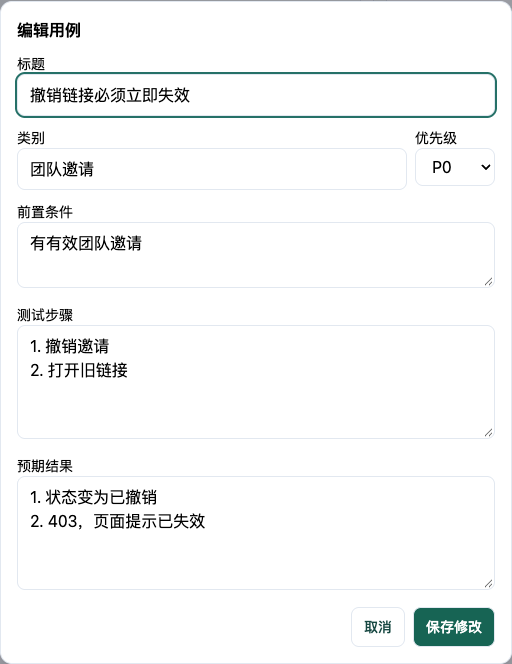 编辑用例
标题
撤销链接必须立即失效
类别
优先级
团队邀请
P0
前置条件
有有效团队邀请
测试步骤
1. 撤销邀请
2. 打开旧链接
预期结果
1. 状态变为已撤销
2. 403，页面提示已失效
取消
保存修改